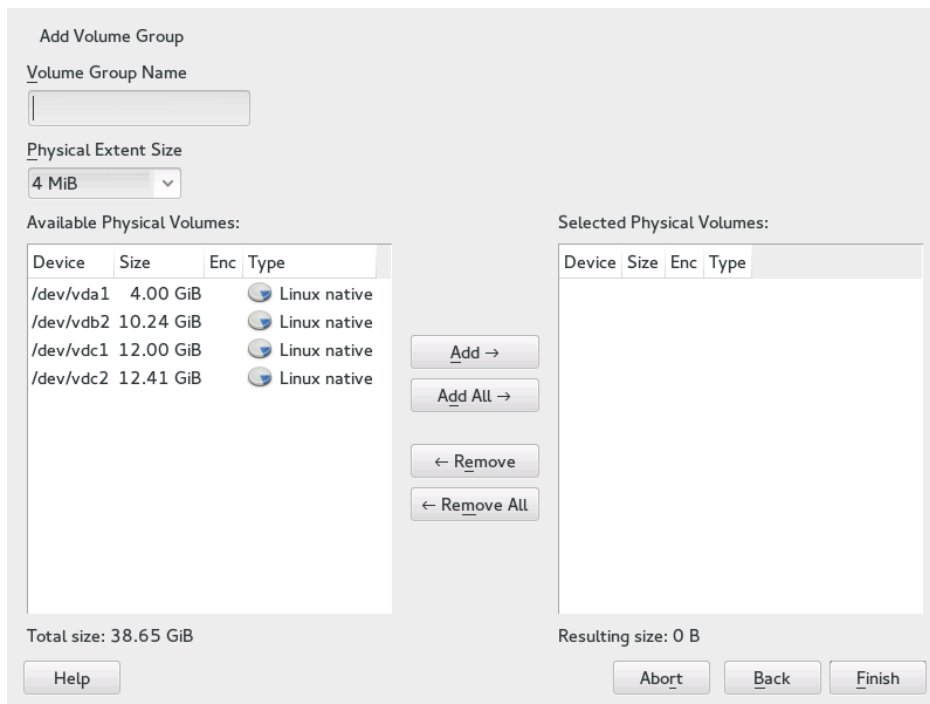 Add Volume Group
Volume Group Name
Physical Extent Size
4 MiB
Available Physical Volumes:
Device Size Enc Type
/dev/vda1 4.00 GiB Linux native
/dev/vdb2 10.24 GiB Linux native
/dev/vdc1 12.00 GiB Linux native
/dev/vdc2 12.41 GiB Linux native
Total size: 38.65 GiB
Add →
Add All →
← Remove
← Remove All
Selected Physical Volumes:
Device Size Enc Type
Resulting size: 0 B
Help
Abort
Back
Finish